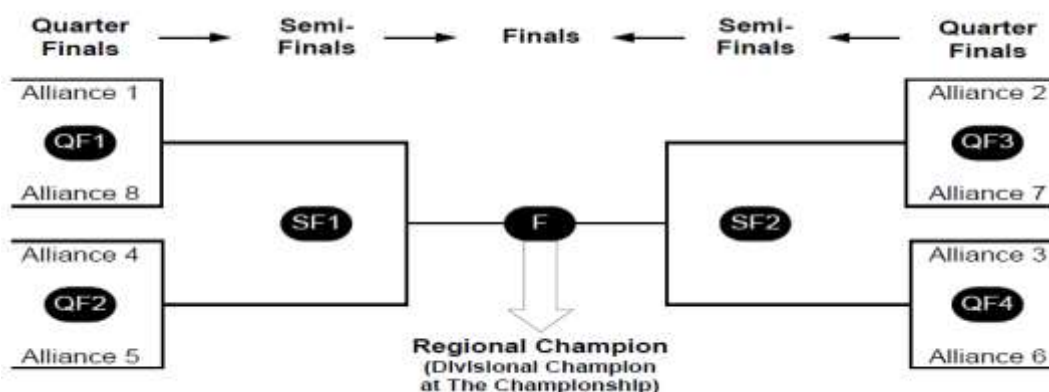 Quarter Finals
Semi-Finals
Finals
Semi-Finals
Quarter Finals
Alliance 1
QF1
Alliance 8
Alliance 4
QF2
Alliance 5
SF1
F
SF2
Alliance 2
QF3
Alliance 7
Alliance 3
QF4
Alliance 6
Regional Champion
(Divisional Champion
at The Championship)